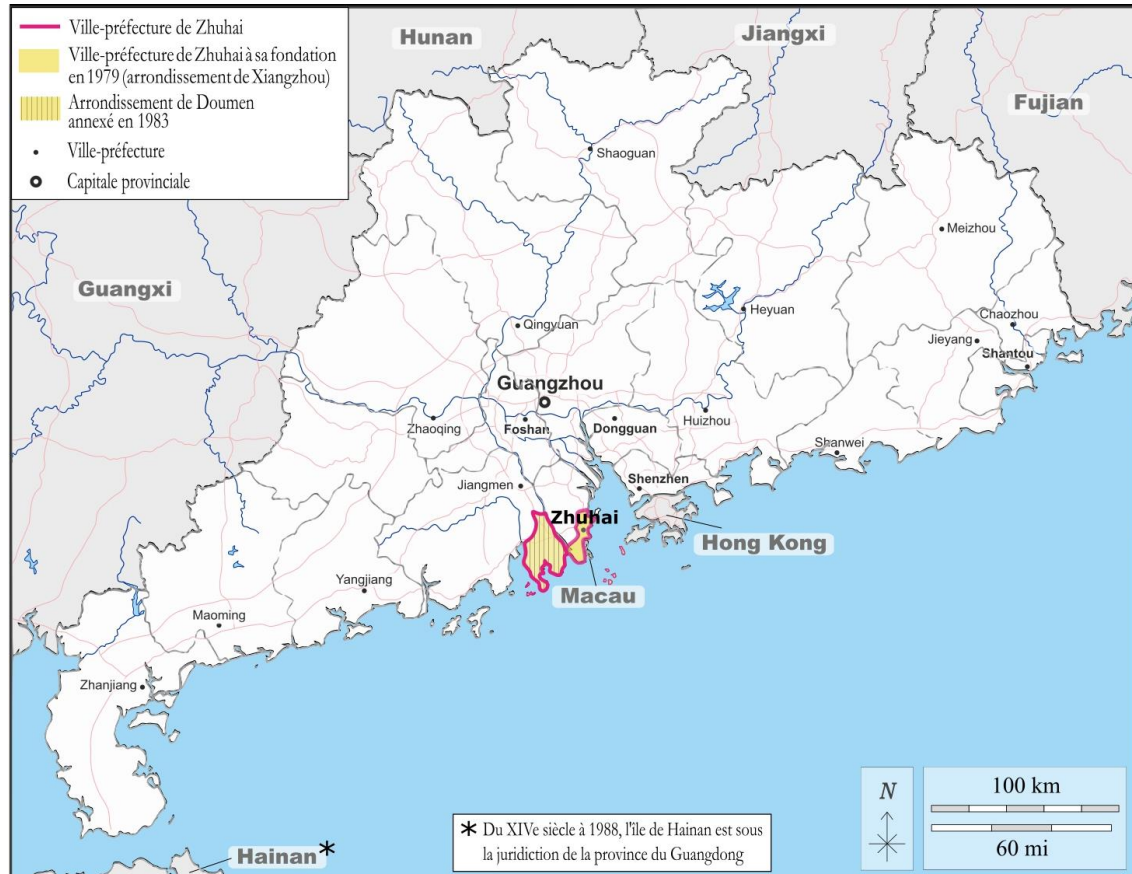 Ville-préfecture de Zhuhai
Ville-préfecture de Zhuhai à sa fondation
en 1979 (arrondissement de Xiangzhou)
Arrondissement de Doumen
annexé en 1983
Ville-préfecture
Capitale provinciale
Hunan
Jiangxi
Fujian
Shaoguan
Meizhou
Guangxi
Heyuan
Chaozhou
Qingyuan
Jieyang
Shantou
Guangzhou
Zhaoqing
Foshan
Dongguan
Huizhou
Shanwei
Jiangmen
Shenzhen
Zhuhai
Hong Kong
Yangjiang
Macau
Maoming
Zhanjiang
N
100 km
60 mi
* Du XIVe siècle à 1988, l'île de Hainan est sous
la juridiction de la province du Guangdong
Hainan*